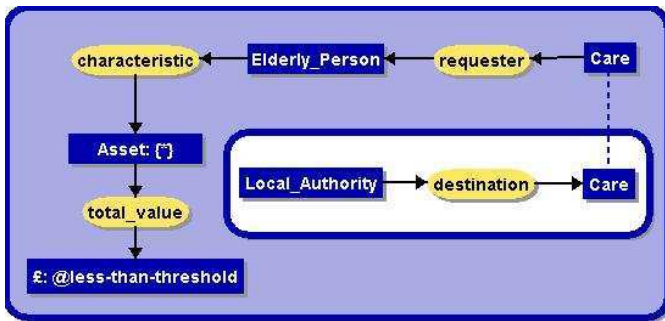 characteristic Elderly_Person requester Care
Asset: {*}
Local_Authority destination Care
total_value
£: @less-than-threshold